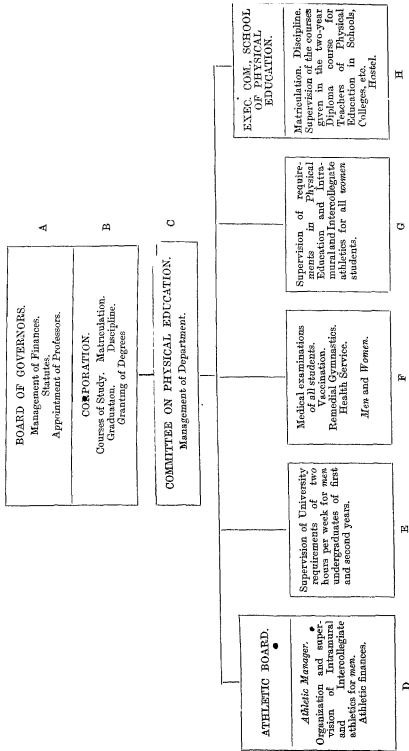 BOARD OF GOVERNORS.
Management of Finances.
Statutes.
Appointment of Professors.
A
CORPORATION.
Courses of Study. Matriculation.
Graduation. Discipline.
Granting of Degrees
B
COMMITTEE ON PHYSICAL EDUCATION.
Management of Department.
C
ATHLETIC BOARD.
Athletic Manager.
Organization and super-
vision of Intramural
and Intercollegiate
athletics for men.
Athletic finances.
D
Supervision of University
requirements of two
hours per week for men
undergraduates of first
and second years.
E
Medical examinations
of all students.
Vaccination.
Remedial Gymnastics.
Health Service.
Men and Women.
F
Supervision of require-
ments in Physical
Education and Intra-
mural and Intercollegiate
athletics for all women
students.
G
EXEC. COM., SCHOOL
OF PHYSICAL
EDUCATION.
Matriculation, Discipline.
Supervision of the courses
given in the two-year
Diploma course for
Teachers of Physical
Education in Schools,
Colleges, etc.
Hostel.
H